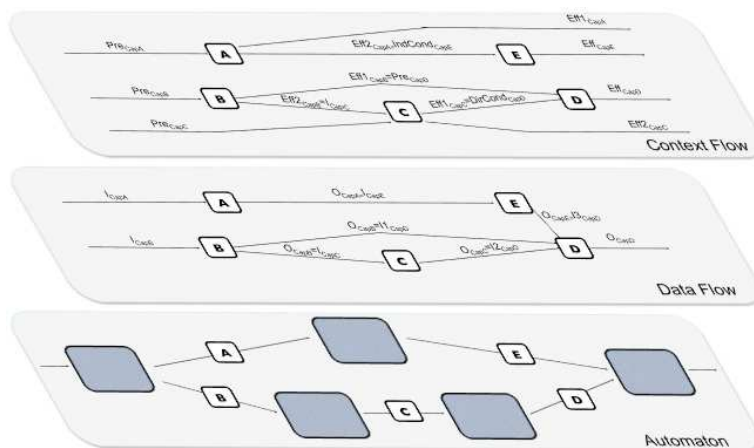 Eff1CapA
PreCapA
A
Eff2CapA,IndCondCapE
E
EffCapE
PreCapB
B
Eff1CapB=PreCapD
D
EffCapD
Eff2CapB=ICapC
C
Eff1CapC=DirCondCapD
PreCapC
Eff2CapC
Context Flow
ICapA
A
OCapA,ICapE
E
OCapE,I3CapD
ICapB
B
OCapB=I1CapD
D
OCapD
OCapB=ICapC
C
OCapC=I2CapD
Data Flow
A
E
B
C
D
Automaton